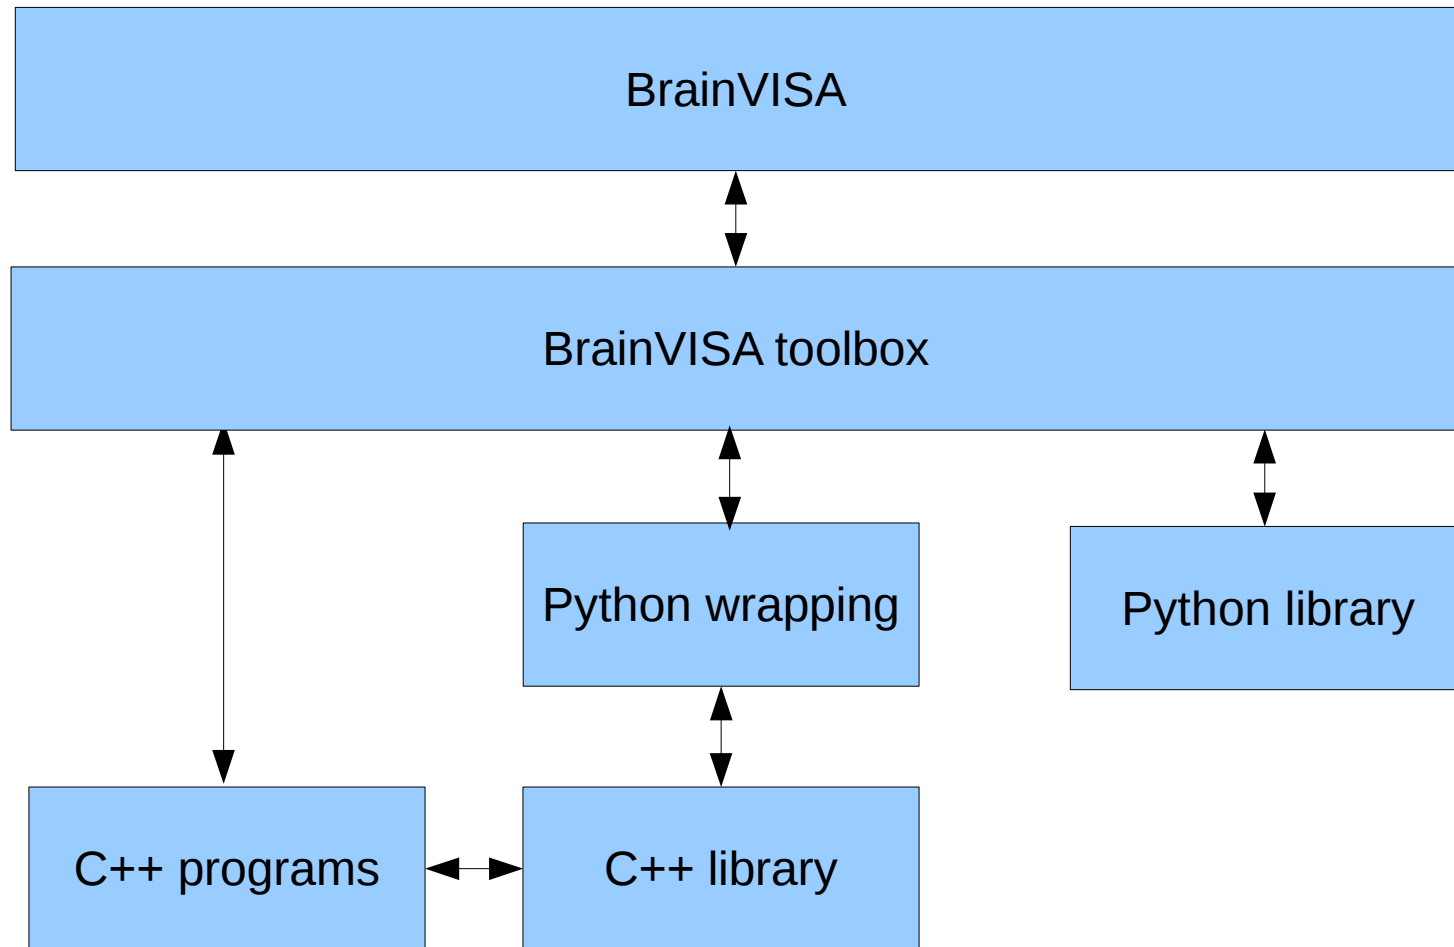 BrainVISA
BrainVISA toolbox
Python wrapping
Python library
C++ programs
C++ library